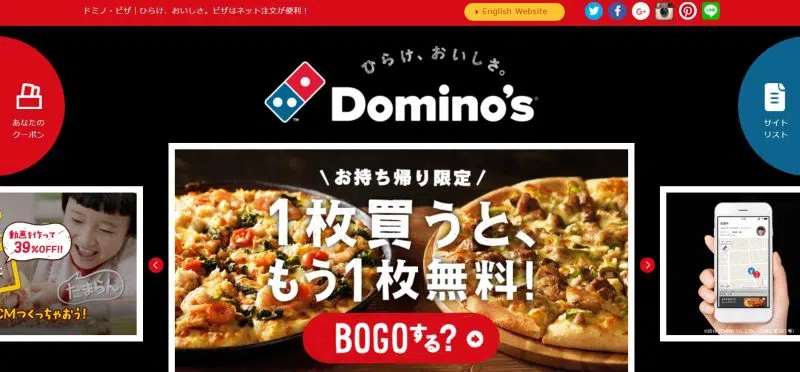 ドミノ・ピザ｜ひらけ、おいしさ。ピザはネット注文が便利！
English Website
あなたの
クーポン
ひらけ、おいしさ。
Domino's
サイト
リスト
動画を作って
39%OFF!!
たまらん
CMつくっちゃおう！
お持ち帰り限定
1枚買うと、
もう1枚無料！
BOGOする？